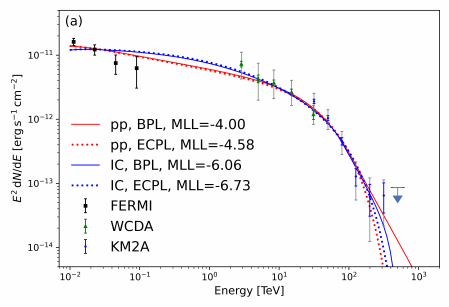 (a)
10⁻¹¹
10⁻¹²
10⁻¹³
10⁻¹⁴
E² dN/dE [erg s⁻¹ cm⁻²]
pp, BPL, MLL=-4.00
pp, ECPL, MLL=-4.58
IC, BPL, MLL=-6.06
IC, ECPL, MLL=-6.73
FERMI
WCDA
KM2A
10⁻² 10⁻¹ 10⁰ 10¹ 10² 10³
Energy [TeV]